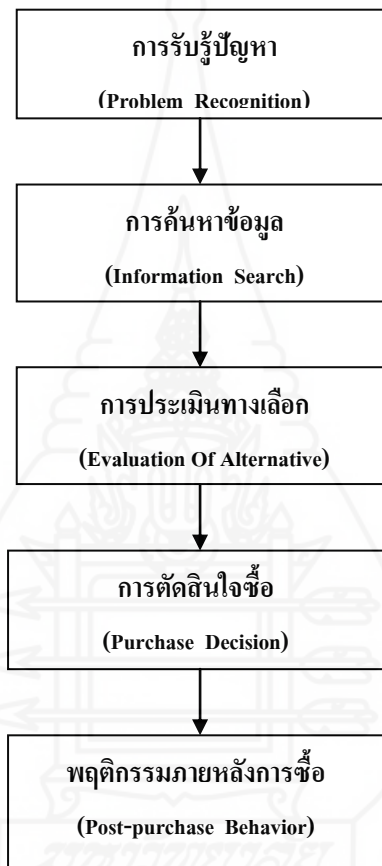 การรับรู้ปัญหา
(Problem Recognition)
การค้นหาข้อมูล
(Information Search)
การประเมินทางเลือก
(Evaluation Of Alternative)
การตัดสินใจซื้อ
(Purchase Decision)
พฤติกรรมภายหลังการซื้อ
(Post-purchase Behavior)